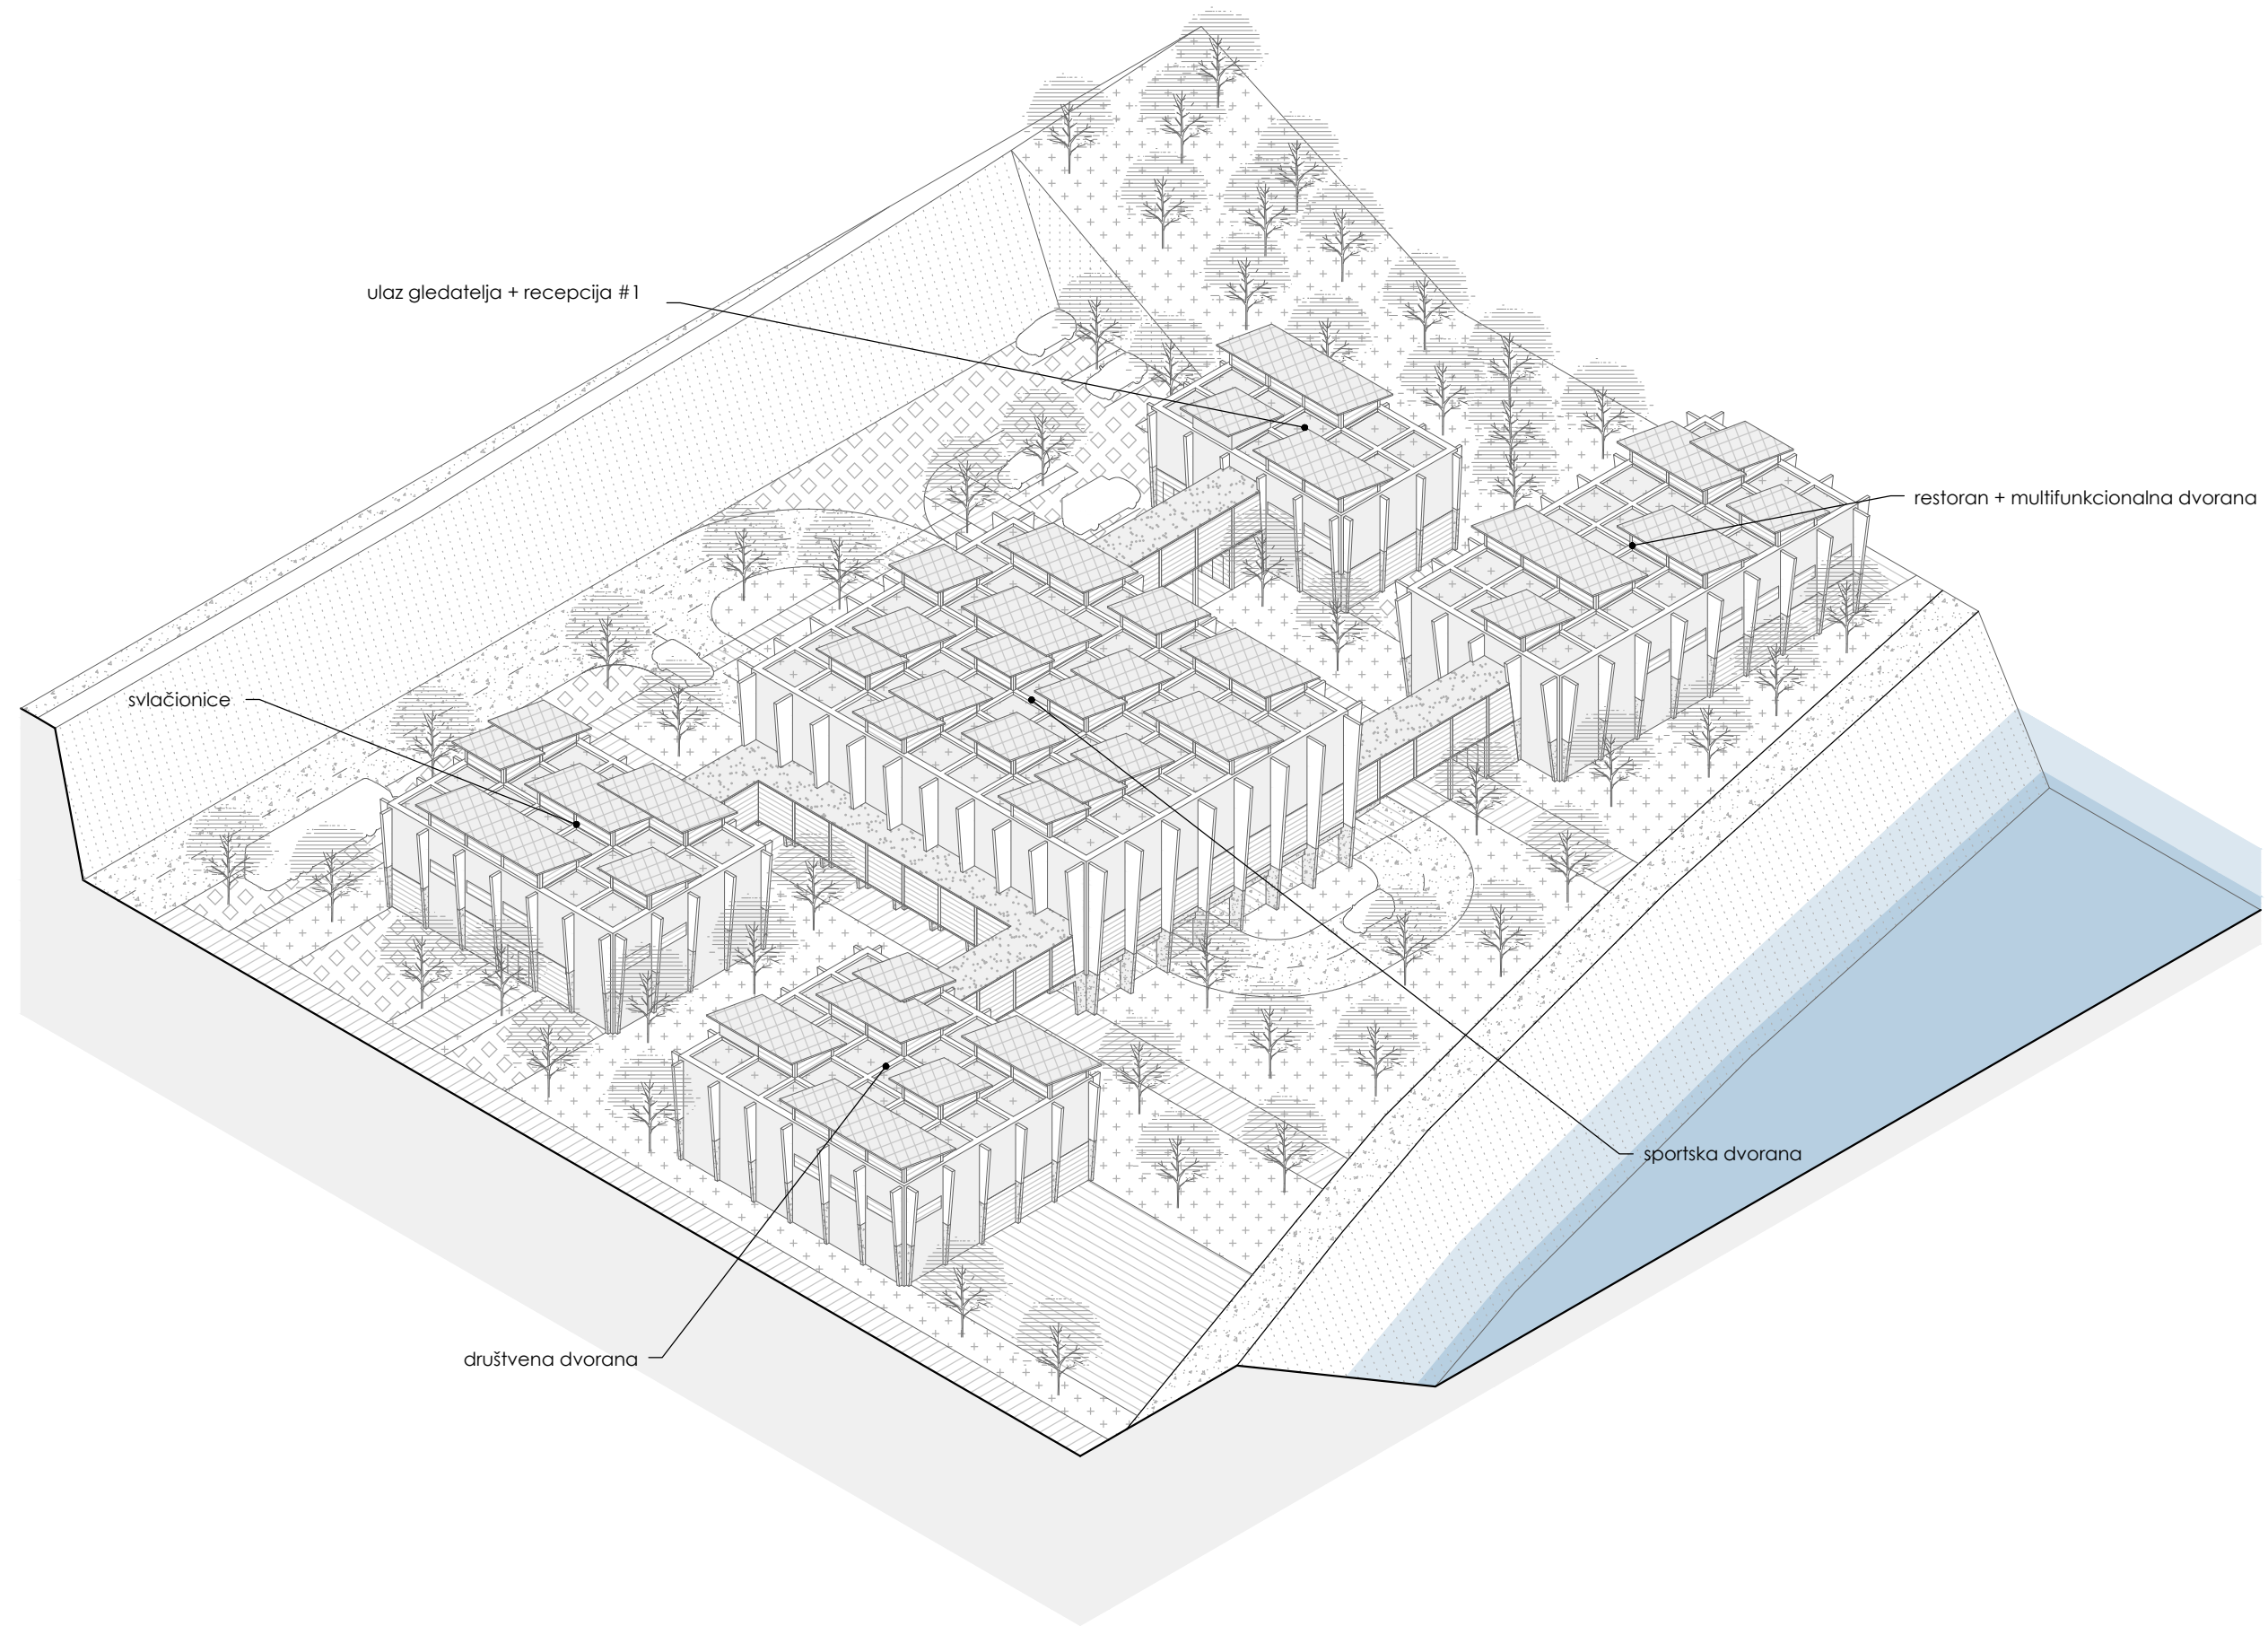 ulaz gledatelja + recepcija #1
restoran + multifunkcionalna dvorana
svlačionice
sportska dvorana
društvena dvorana